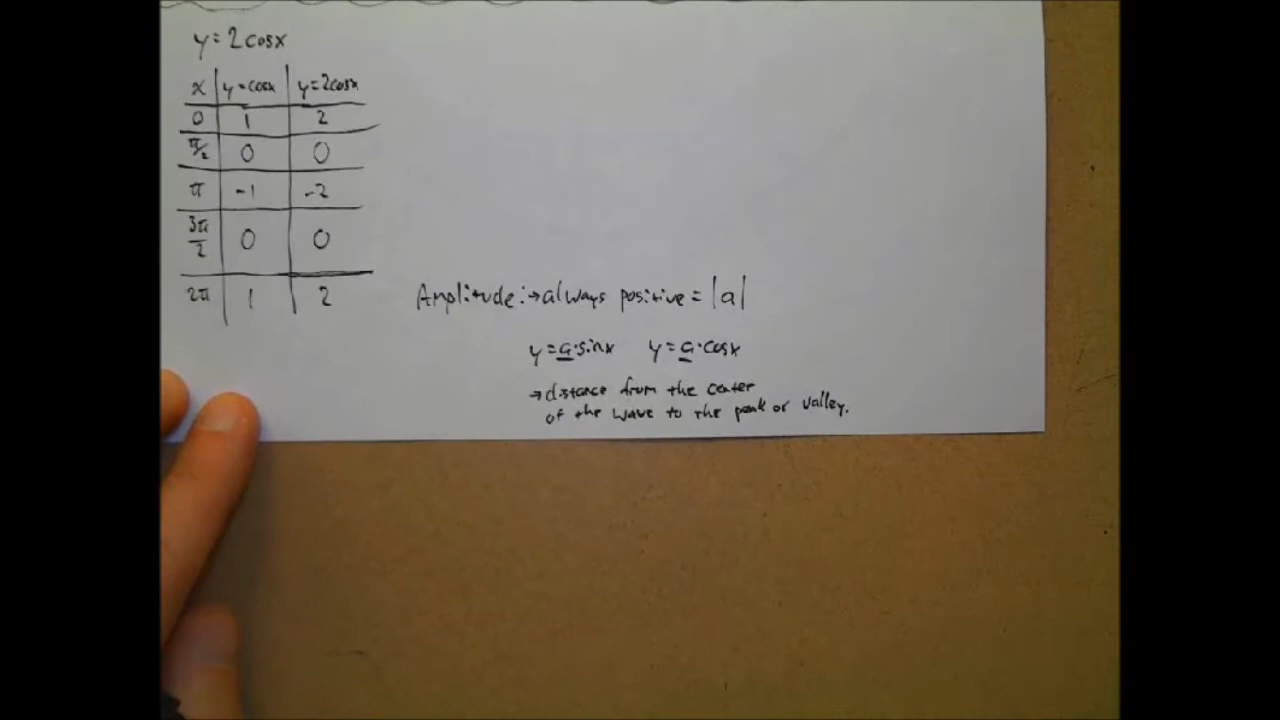 y = 2cosx
x y=cosx y=2cosx
0 1 2
π/2 0 0
π -1 -2
3π/2 0 0
2π 1 2
Amplitude:→always positive = |a|
y=a·sinx y=a·cosx
→distance from the center
of the wave to the peak or valley.